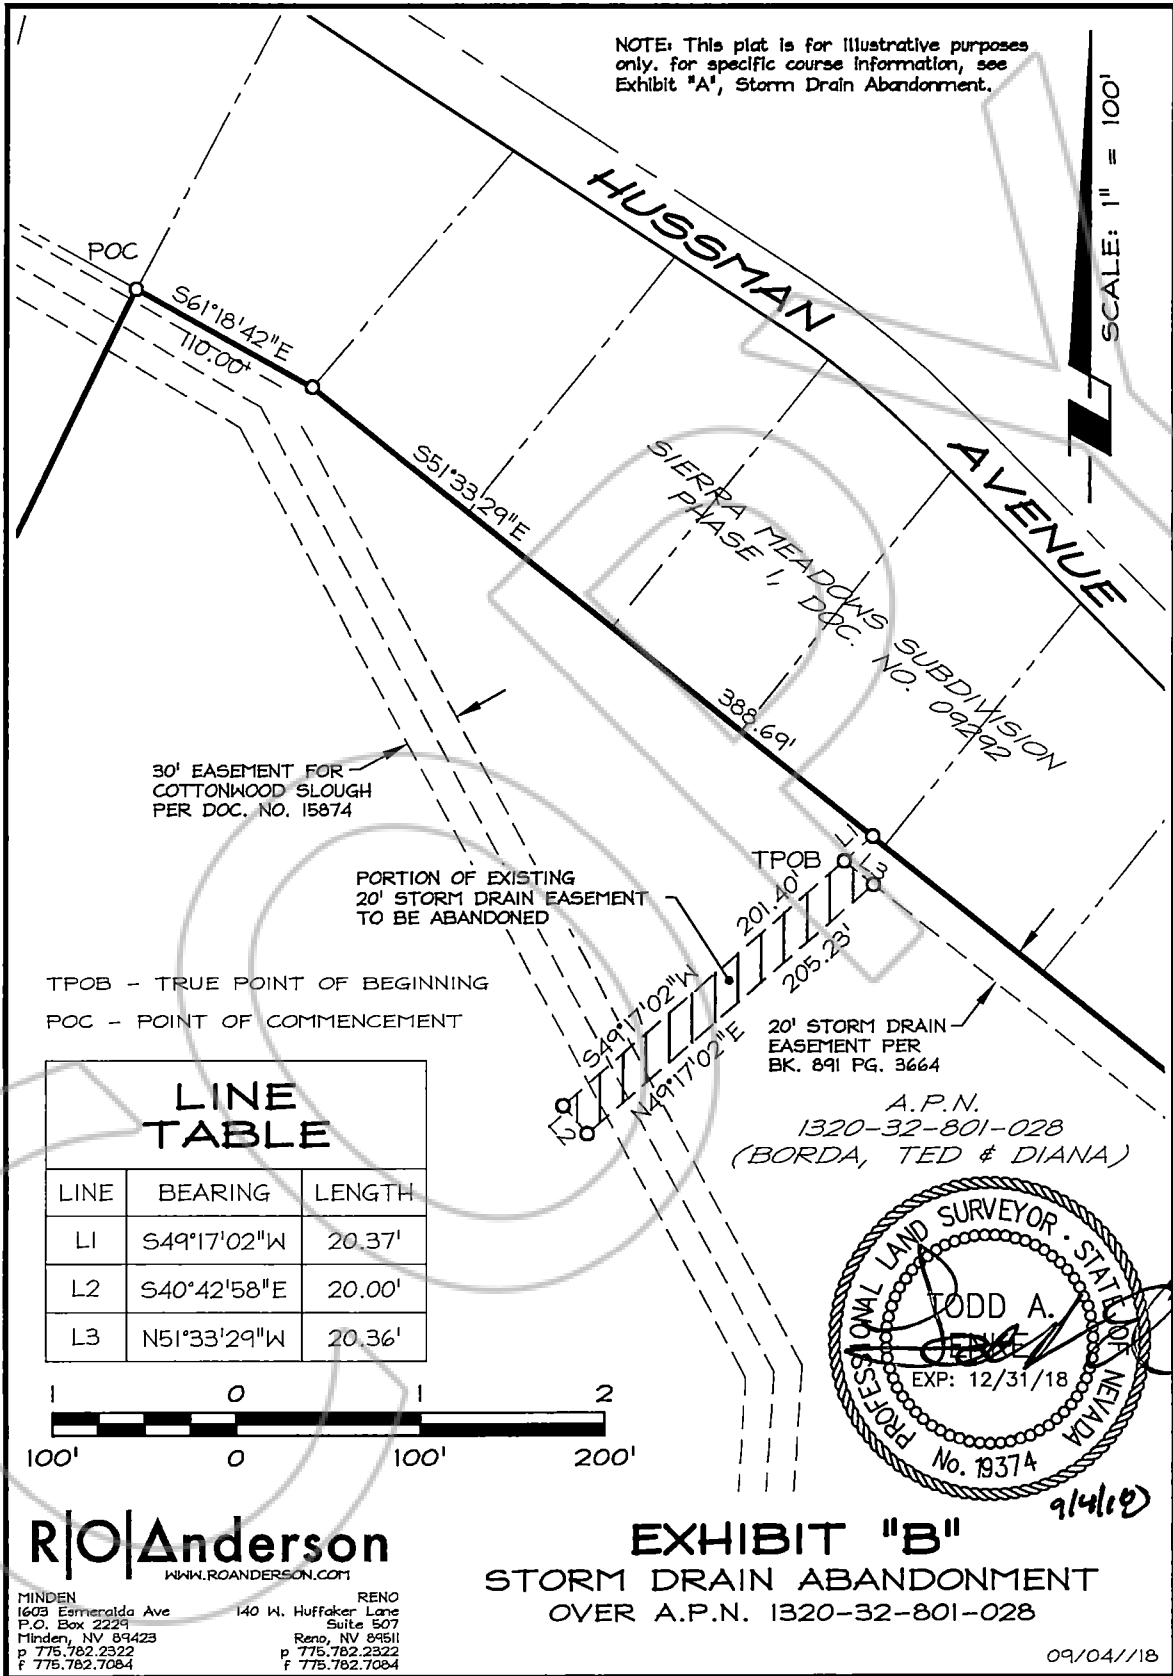 NOTE: This plat is for illustrative purposes
only. for specific course information, see
Exhibit "A", Storm Drain Abandonment.
SCALE: 1" = 100'
HUSSMAN AVENUE
POC
S61°18'42"E
110.00'
S51°33'29"E
388.69'
SIERRA MEADOWS SUBDIVISION
PHASE 1, DOC. NO. 09292
30' EASEMENT FOR
COTTONWOOD SLOUGH
PER DOC. NO. 15874
PORTION OF EXISTING
20' STORM DRAIN EASEMENT
TO BE ABANDONED
TPOB
L1
L3
201.40'
205.23'
S49°17'02"W
N49°17'02"E
L2
20' STORM DRAIN
EASEMENT PER
BK. 891 PG. 3664
TPOB - TRUE POINT OF BEGINNING
POC - POINT OF COMMENCEMENT
A.P.N.
1320-32-801-028
(BORDA, TED & DIANA)
LINE
TABLE
LINE BEARING LENGTH
L1 S49°17'02"W 20.37'
L2 S40°42'58"E 20.00'
L3 N51°33'29"W 20.36'
1 0 1 2
100' 0 100' 200'
PROFESSIONAL LAND SURVEYOR · STATE OF NEVADA
TODD A.
EXP: 12/31/18
No. 19374
9/4/18
R|O|Anderson
WWW.ROANDERSON.COM
MINDEN
1603 Esmeralda Ave
P.O. Box 2229
Minden, NV 89423
p 775.782.2322
f 775.782.7084
RENO
140 W. Huffaker Lane
Suite 507
Reno, NV 89511
p 775.782.2322
f 775.782.7084
EXHIBIT "B"
STORM DRAIN ABANDONMENT
OVER A.P.N. 1320-32-801-028
09/04//18
COPY